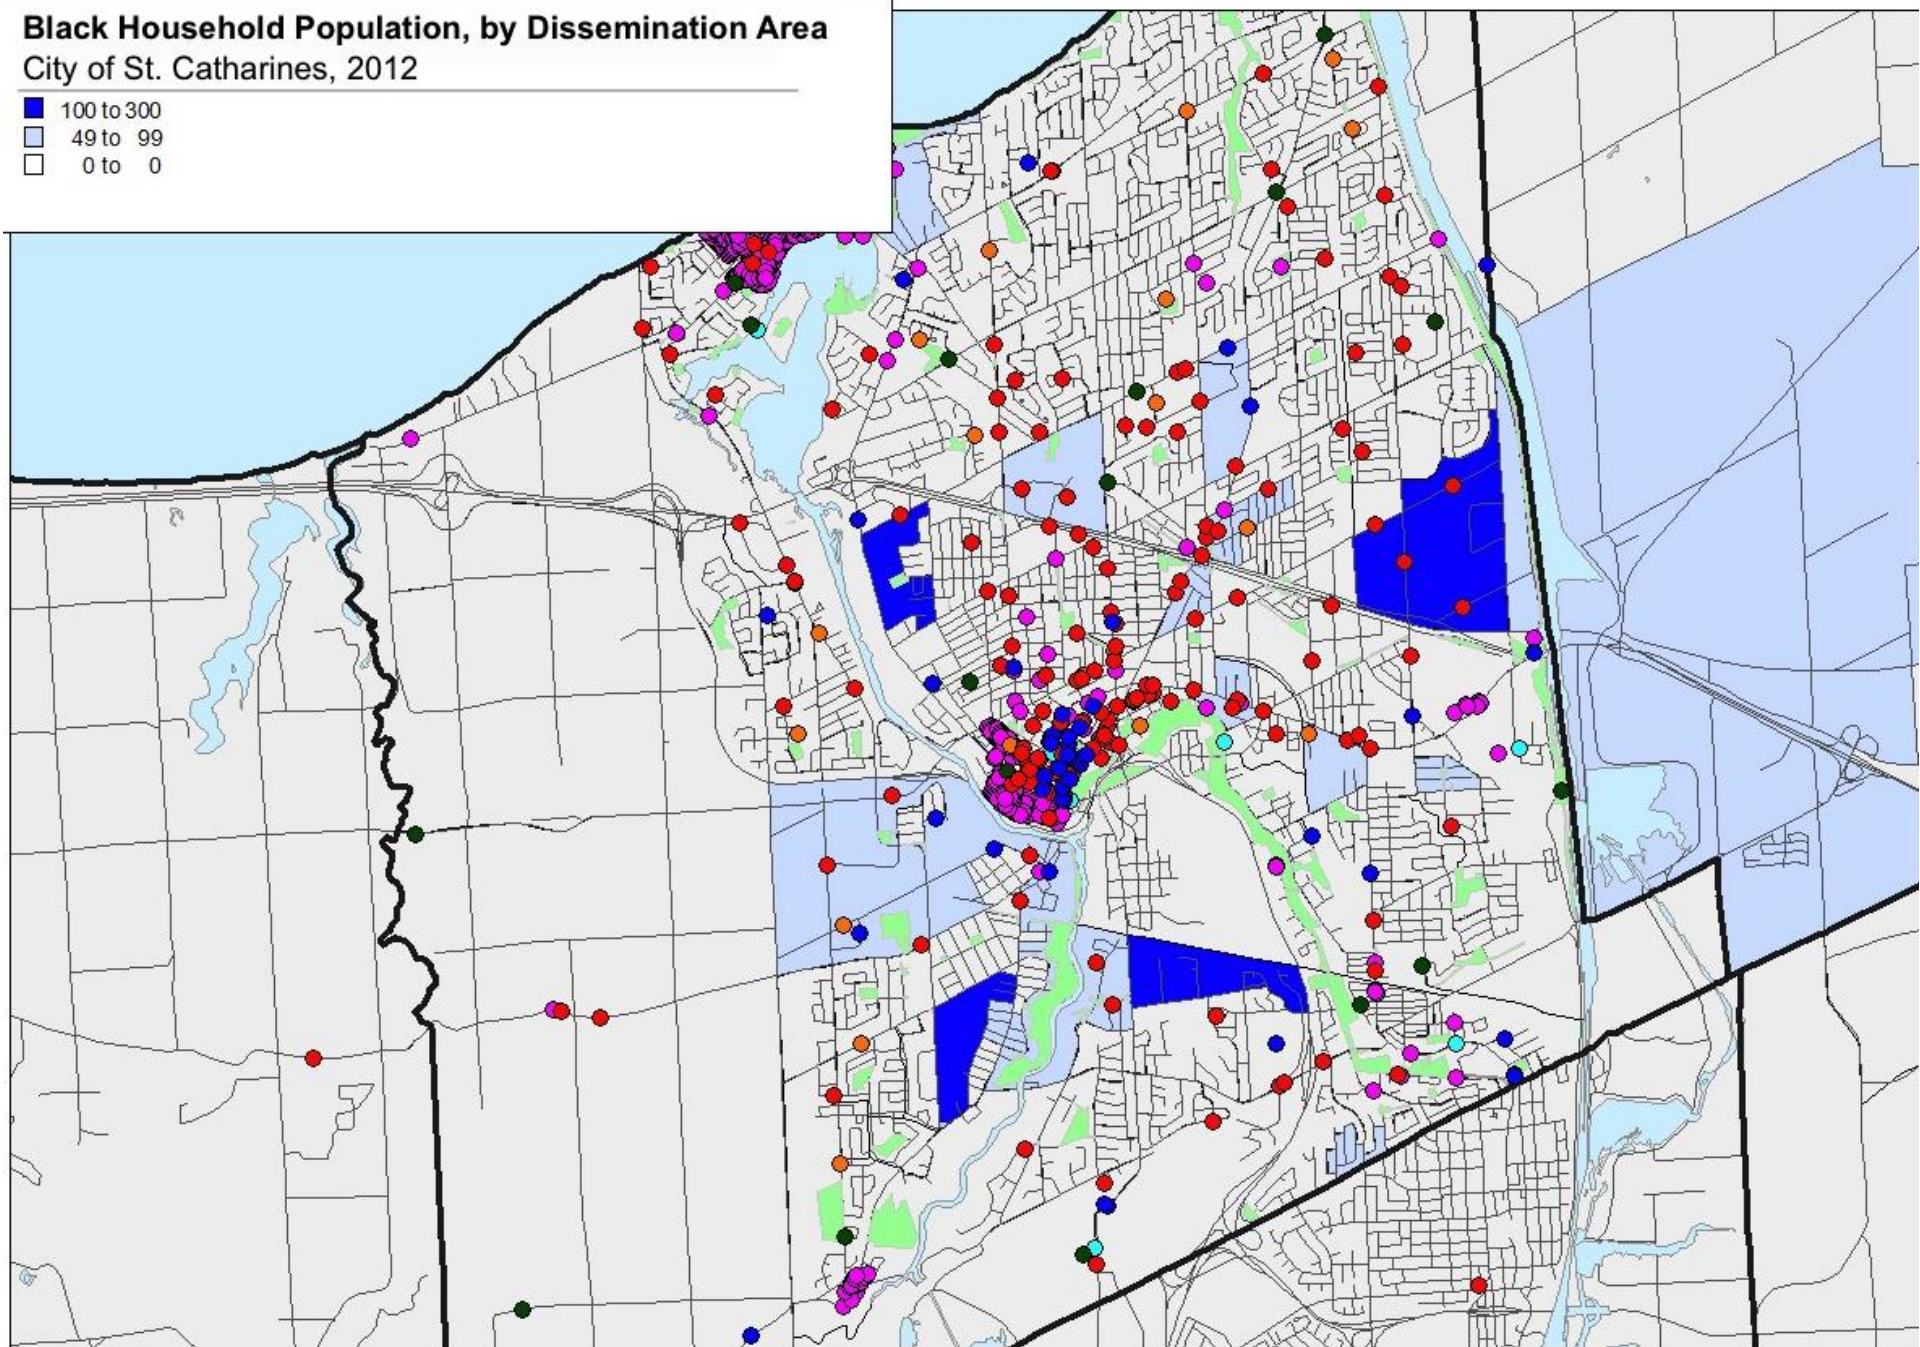 Black Household Population, by Dissemination Area
City of St. Catharines, 2012
100 to 300
49 to 99
0 to 0